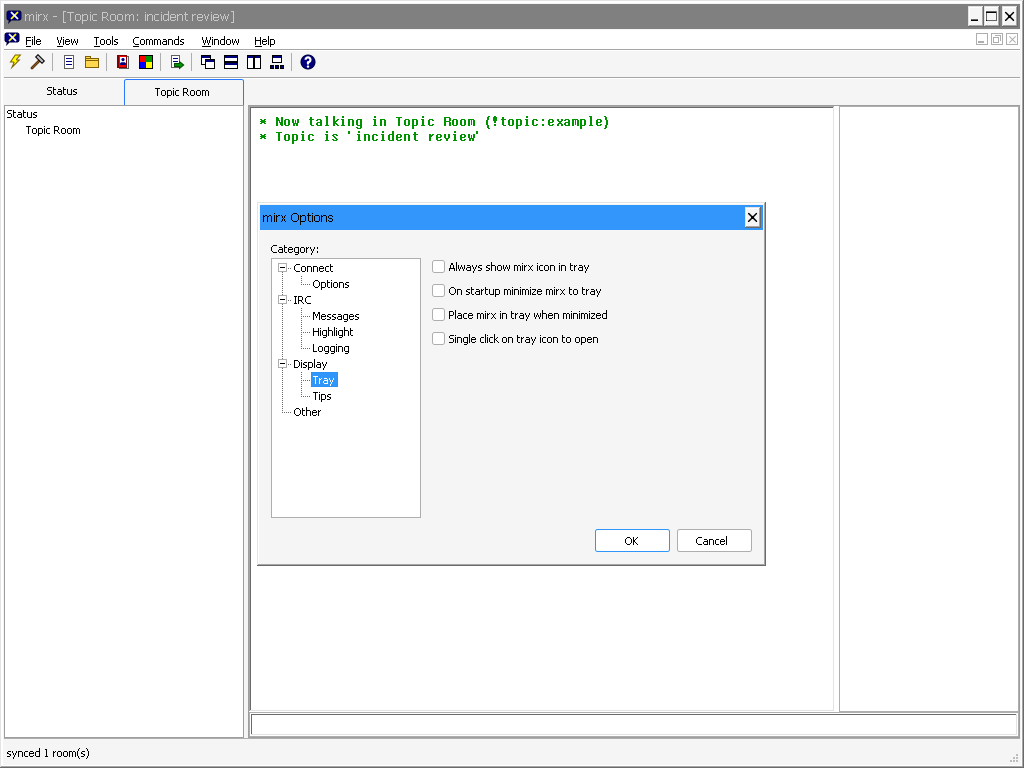 mirx - [Topic Room: incident review]
File View Tools Commands Window Help
Status Topic Room
Status
Topic Room
* Now talking in Topic Room (!topic:example)
* Topic is 'incident review'
mirx Options
Category:
Connect
Options
IRC
Messages
Highlight
Logging
Display
Tray
Tips
Other
Always show mirx icon in tray
On startup minimize mirx to tray
Place mirx in tray when minimized
Single click on tray icon to open
OK Cancel
synced 1 room(s)